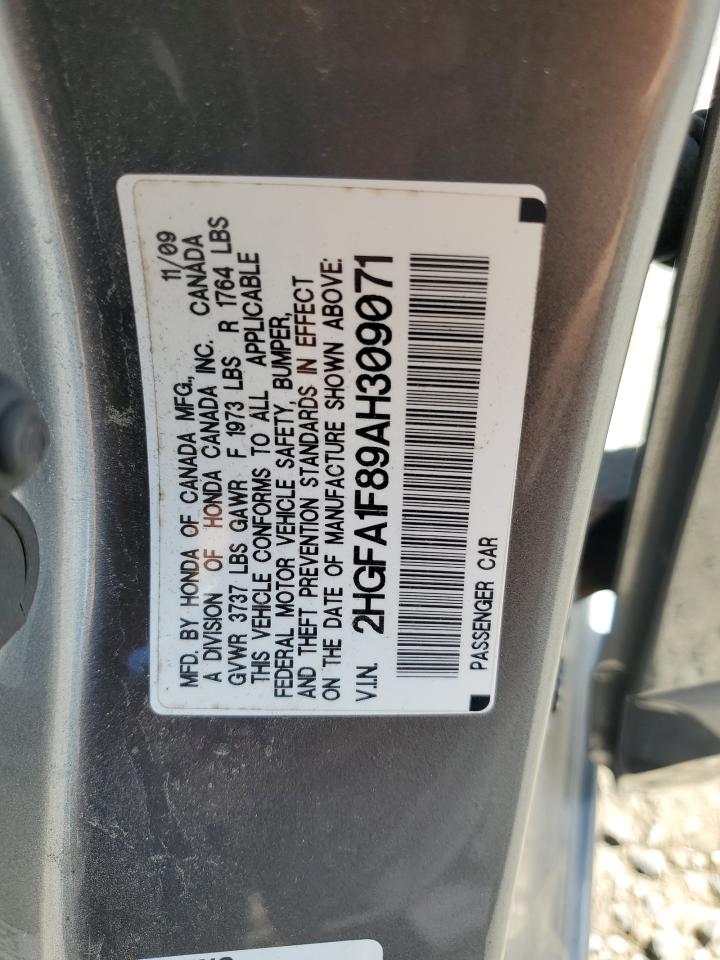 MFD. BY HONDA OF CANADA MFG., 11/09
A DIVISION OF HONDA CANADA INC. CANADA
GVWR 3737 LBS GAWR F 1973 LBS R 1764 LBS
THIS VEHICLE CONFORMS TO ALL APPLICABLE
FEDERAL MOTOR VEHICLE SAFETY, BUMPER,
AND THEFT PREVENTION STANDARDS IN EFFECT
ON THE DATE OF MANUFACTURE SHOWN ABOVE:
V.I.N. 2HGFA1F89AH309071
PASSENGER CAR